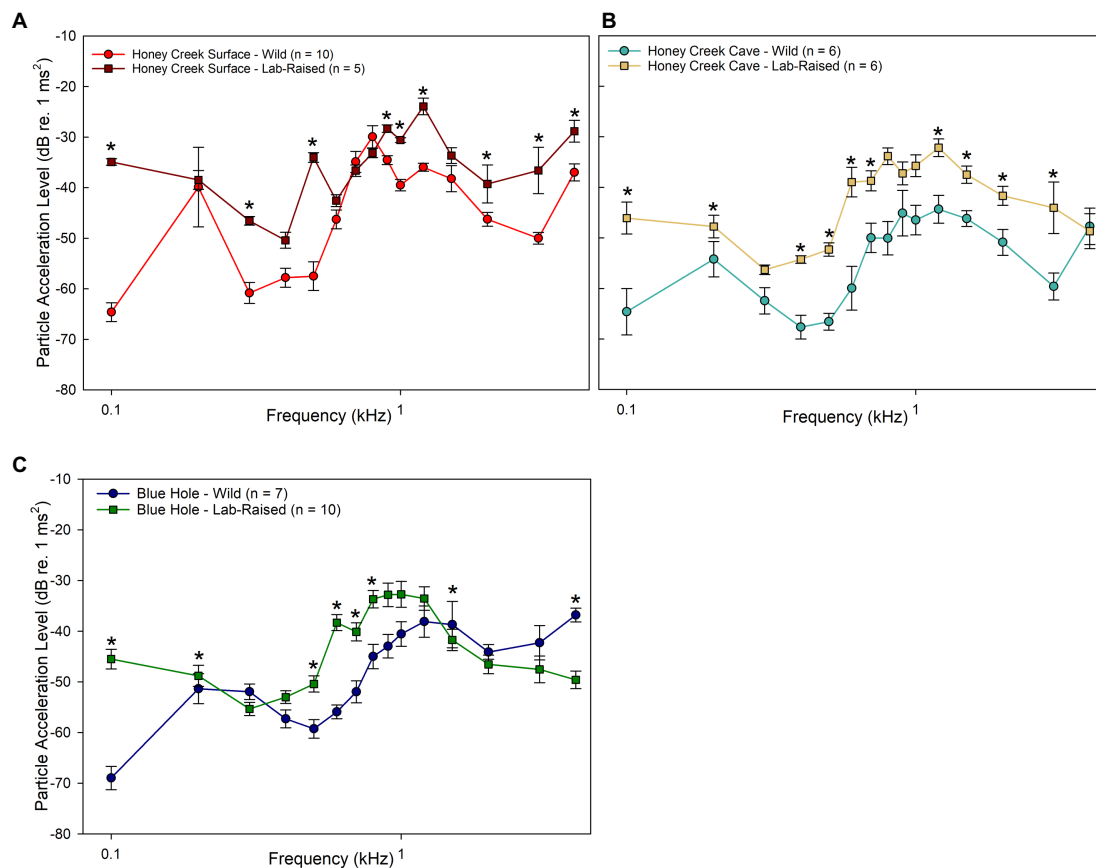 A
Honey Creek Surface - Wild (n = 10)
Honey Creek Surface - Lab-Raised (n = 5)
Particle Acceleration Level (dB re. 1 ms²)
-10
-20
-30
-40
-50
-60
-70
-80
* * * * * * * * *
0.1
1
Frequency (kHz)
B
Honey Creek Cave - Wild (n = 6)
Honey Creek Cave - Lab-Raised (n = 6)
* * * * * * * * * *
0.1
1
Frequency (kHz)
C
Blue Hole - Wild (n = 7)
Blue Hole - Lab-Raised (n = 10)
Particle Acceleration Level (dB re. 1 ms²)
-10
-20
-30
-40
-50
-60
-70
-80
* * * * * * * *
0.1
1
Frequency (kHz)